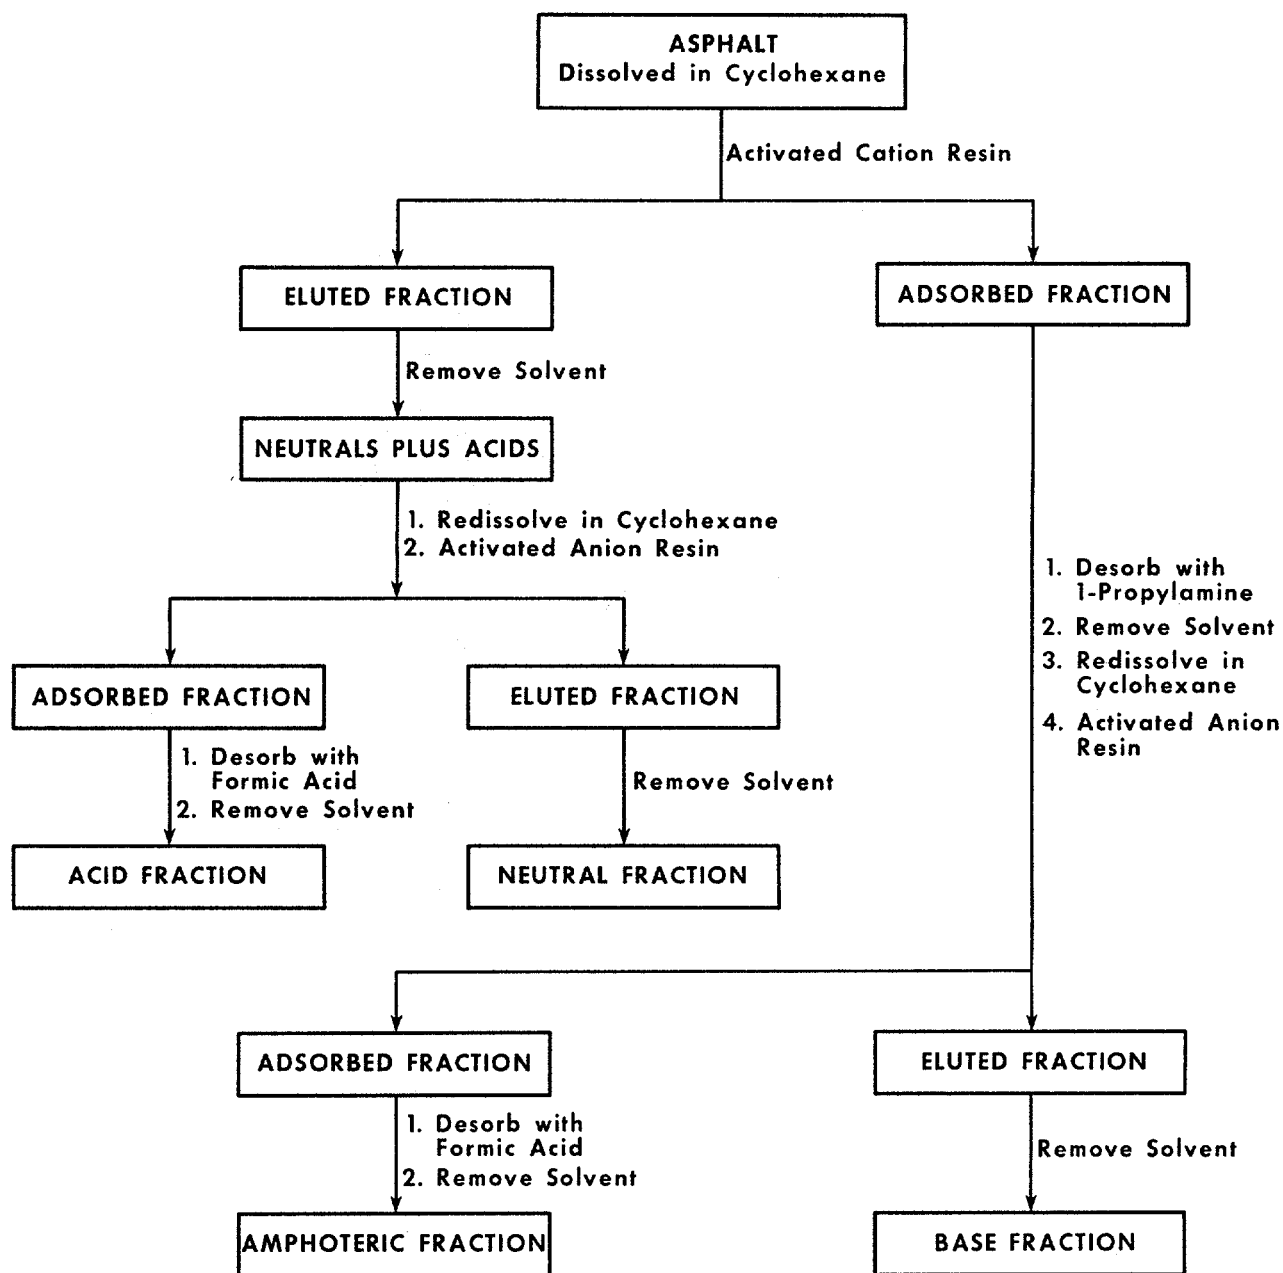 ASPHALT
Dissolved in Cyclohexane
Activated Cation Resin
ELUTED FRACTION
ADSORBED FRACTION
Remove Solvent
NEUTRALS PLUS ACIDS
1. Redissolve in Cyclohexane
2. Activated Anion Resin
1. Desorb with
1-Propylamine
2. Remove Solvent
3. Redissolve in
Cyclohexane
4. Activated Anion
Resin
ADSORBED FRACTION
ELUTED FRACTION
1. Desorb with
Formic Acid
2. Remove Solvent
Remove Solvent
ACID FRACTION
NEUTRAL FRACTION
ADSORBED FRACTION
ELUTED FRACTION
1. Desorb with
Formic Acid
2. Remove Solvent
Remove Solvent
AMPHOTERIC FRACTION
BASE FRACTION